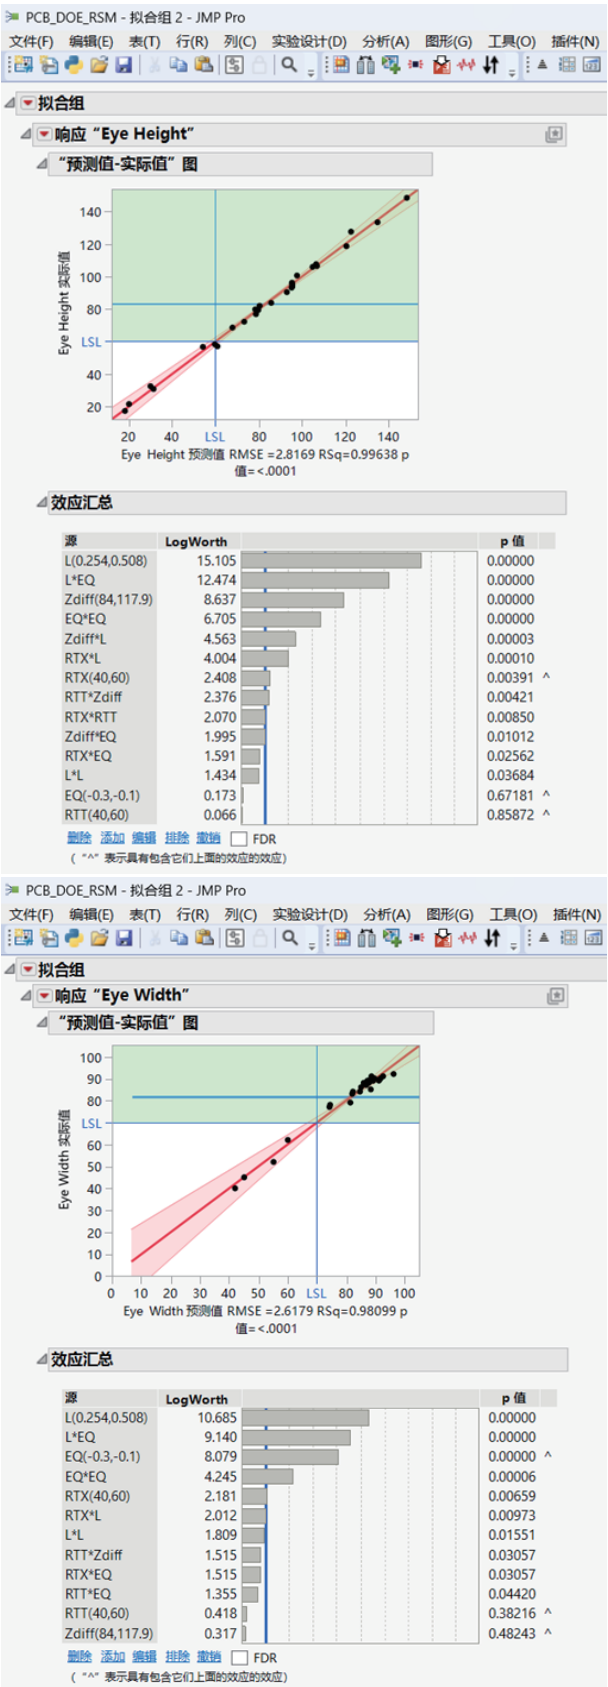 PCB_DOE_RSM - 拟合组 2 - JMP Pro
文件(F) 编辑(E) 表(T) 行(R) 列(C) 实验设计(D) 分析(A) 图形(G) 工具(O) 插件(N)
拟合组
响应 “Eye Height”
“预测值-实际值” 图
Eye Height 实际值
140
120
100
80
LSL
40
20
20 40 LSL 80 100 120 140
Eye Height 预测值 RMSE =2.8169 RSq=0.99638 p
值=<.0001
效应汇总
源 LogWorth p 值
L(0.254,0.508) 15.105 0.00000
L*EQ 12.474 0.00000
Zdiff(84,117.9) 8.637 0.00000
EQ*EQ 6.705 0.00000
Zdiff*L 4.563 0.00003
RTX*L 4.004 0.00010
RTX(40,60) 2.408 0.00391 ^
RTT*Zdiff 2.376 0.00421
RTX*RTT 2.070 0.00850
Zdiff*EQ 1.995 0.01012
RTX*EQ 1.591 0.02562
L*L 1.434 0.03684
EQ(-0.3,-0.1) 0.173 0.67181 ^
RTT(40,60) 0.066 0.85872 ^
删除 添加 编辑 排除 撤销 FDR
(“^” 表示具有包含它们上面的效应的效应)
PCB_DOE_RSM - 拟合组 2 - JMP Pro
文件(F) 编辑(E) 表(T) 行(R) 列(C) 实验设计(D) 分析(A) 图形(G) 工具(O) 插件(N)
拟合组
响应 “Eye Width”
“预测值-实际值” 图
Eye Width 实际值
100
90
80
LSL
60
50
40
30
20
10
0
0 10 20 30 40 50 60 LSL 80 90 100
Eye Width 预测值 RMSE =2.6179 RSq=0.98099 p
值=<.0001
效应汇总
源 LogWorth p 值
L(0.254,0.508) 10.685 0.00000
L*EQ 9.140 0.00000
EQ(-0.3,-0.1) 8.079 0.00000 ^
EQ*EQ 4.245 0.00006
RTX(40,60) 2.181 0.00659
RTX*L 2.012 0.00973
L*L 1.809 0.01551
RTT*Zdiff 1.515 0.03057
RTX*EQ 1.515 0.03057
RTT*EQ 1.355 0.04420
RTT(40,60) 0.418 0.38216 ^
Zdiff(84,117.9) 0.317 0.48243 ^
删除 添加 编辑 排除 撤销 FDR
(“^” 表示具有包含它们上面的效应的效应)